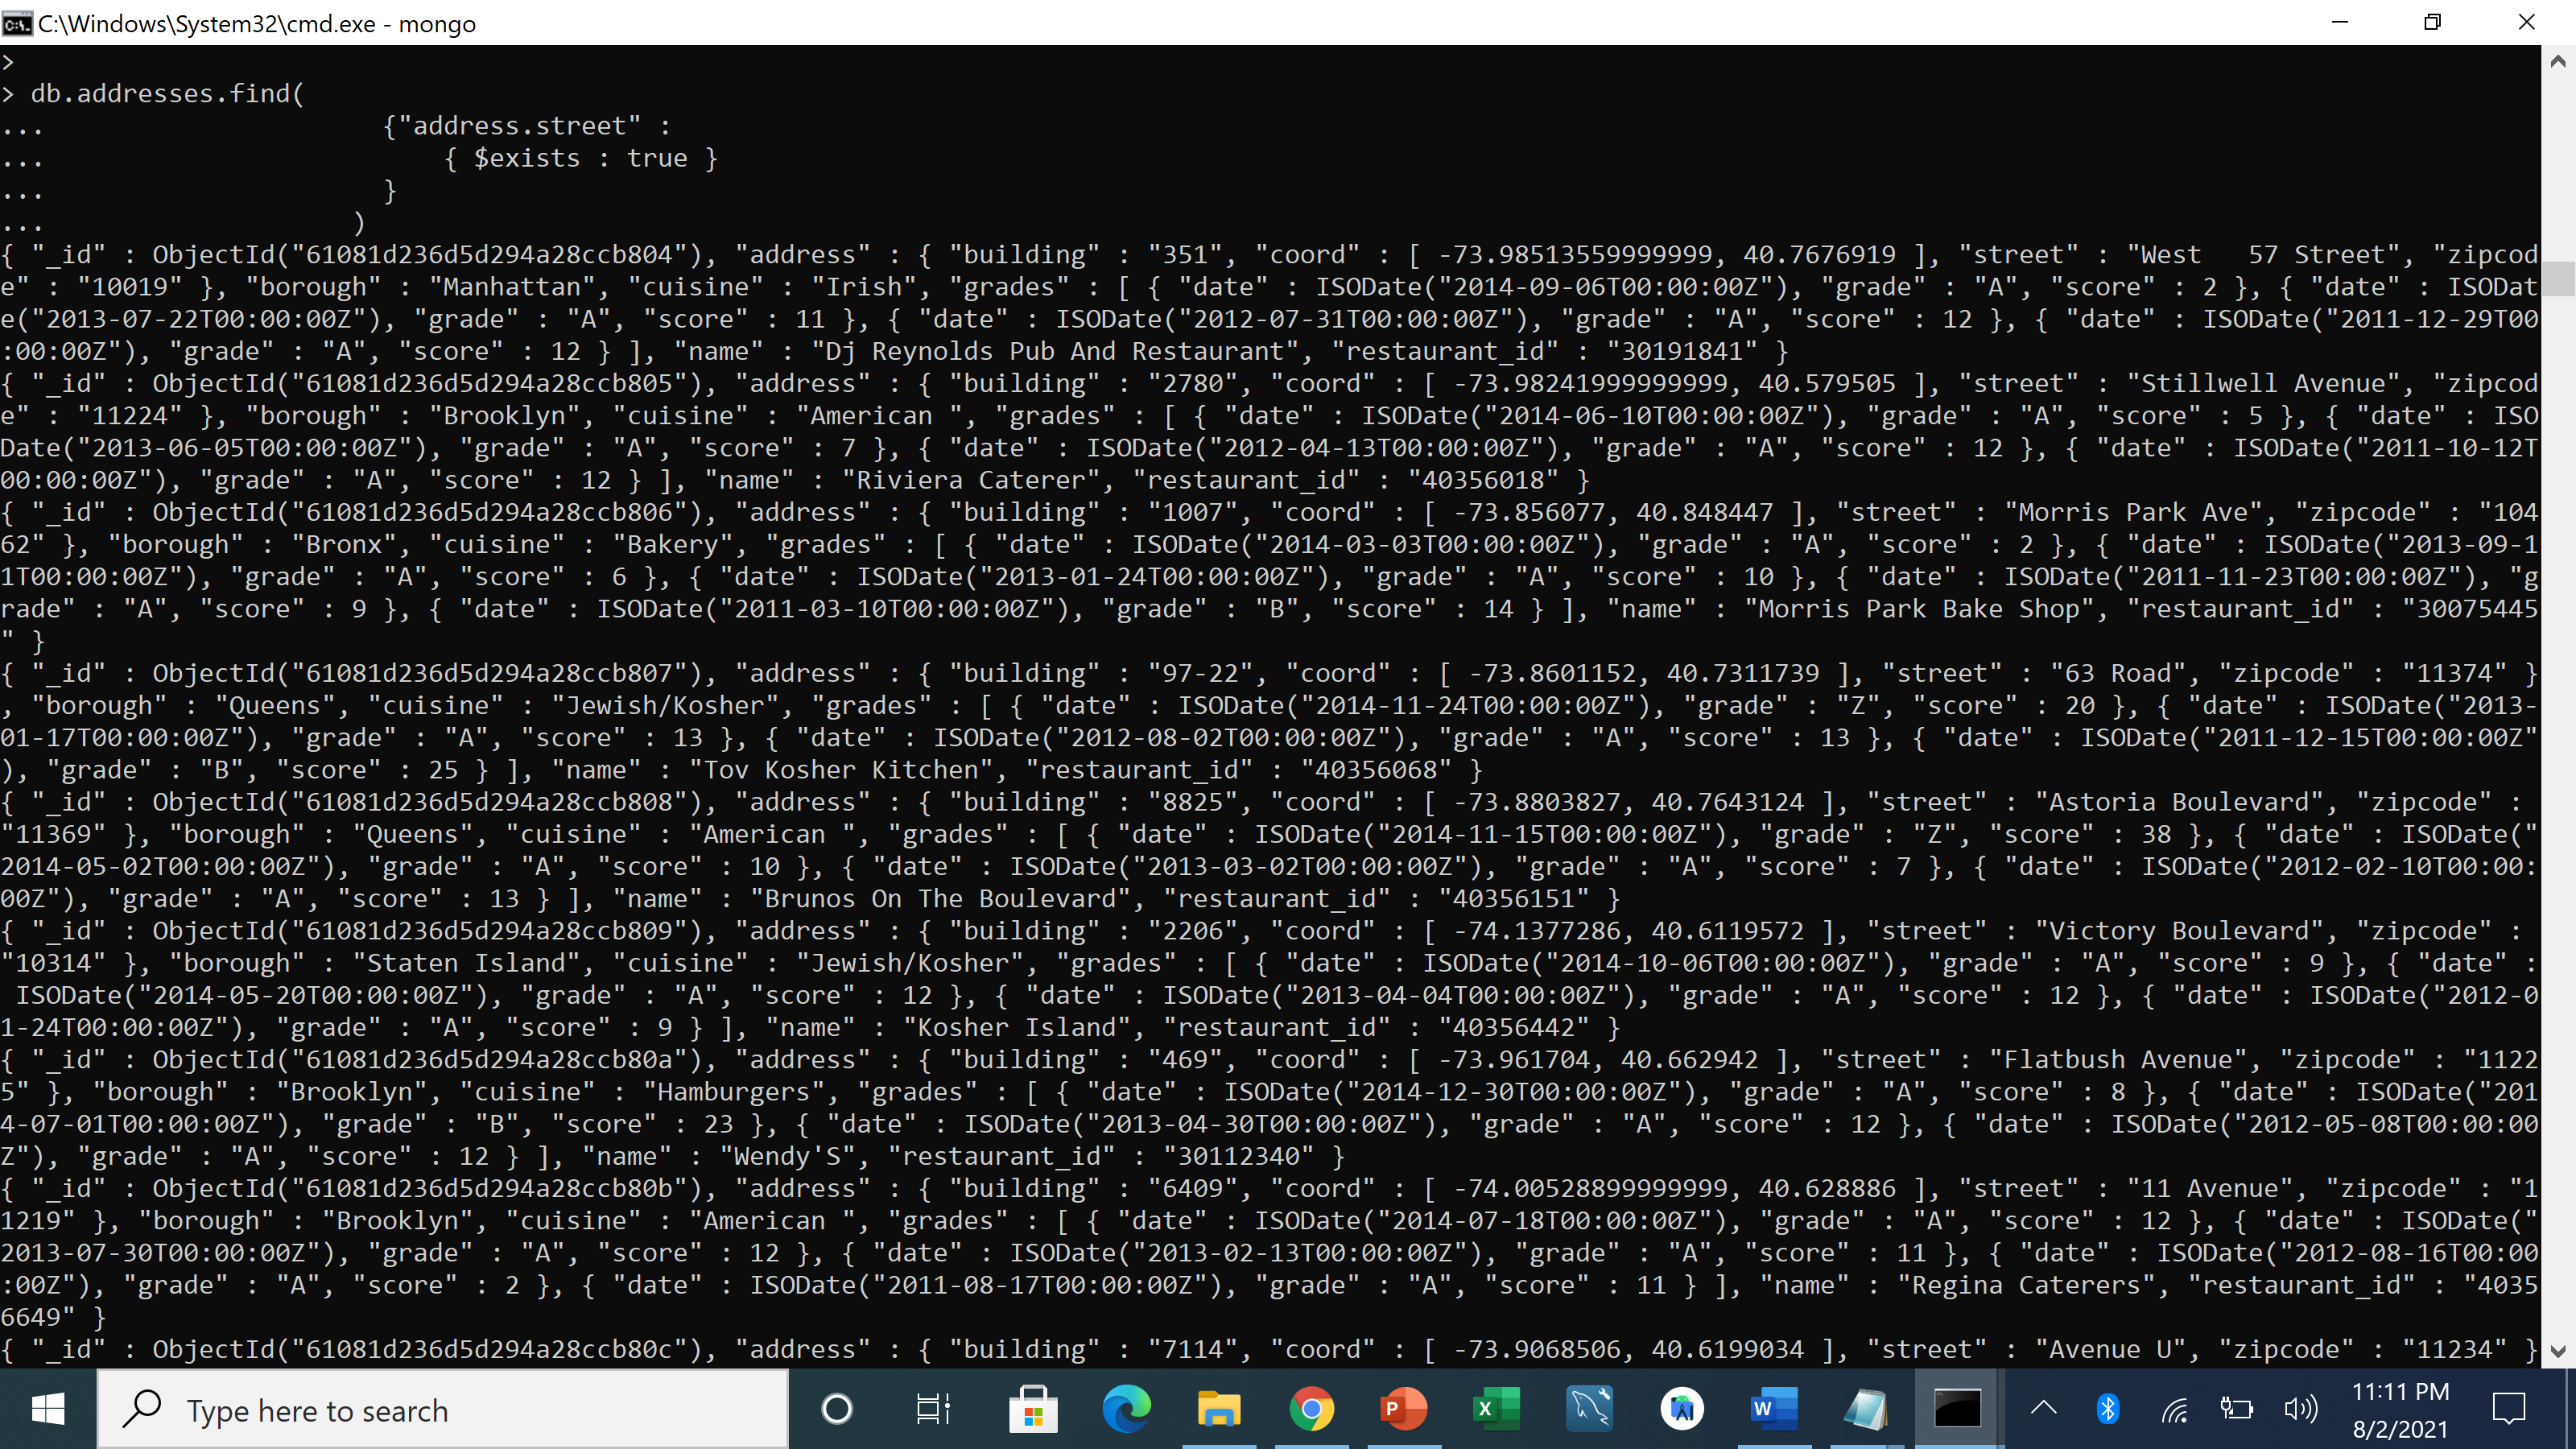 C:\Windows\System32\cmd.exe - mongo
>
> db.addresses.find(
... {"address.street" :
... { $exists : true }
... }
... )
{ "_id" : ObjectId("61081d236d5d294a28ccb804"), "address" : { "building" : "351", "coord" : [ -73.98513559999999, 40.7676919 ], "street" : "West   57 Street", "zipcod
e" : "10019" }, "borough" : "Manhattan", "cuisine" : "Irish", "grades" : [ { "date" : ISODate("2014-09-06T00:00:00Z"), "grade" : "A", "score" : 2 }, { "date" : ISODat
e("2013-07-22T00:00:00Z"), "grade" : "A", "score" : 11 }, { "date" : ISODate("2012-07-31T00:00:00Z"), "grade" : "A", "score" : 12 }, { "date" : ISODate("2011-12-29T00
:00:00Z"), "grade" : "A", "score" : 12 } ], "name" : "Dj Reynolds Pub And Restaurant", "restaurant_id" : "30191841" }
{ "_id" : ObjectId("61081d236d5d294a28ccb805"), "address" : { "building" : "2780", "coord" : [ -73.98241999999999, 40.579505 ], "street" : "Stillwell Avenue", "zipcod
e" : "11224" }, "borough" : "Brooklyn", "cuisine" : "American ", "grades" : [ { "date" : ISODate("2014-06-10T00:00:00Z"), "grade" : "A", "score" : 5 }, { "date" : ISO
Date("2013-06-05T00:00:00Z"), "grade" : "A", "score" : 7 }, { "date" : ISODate("2012-04-13T00:00:00Z"), "grade" : "A", "score" : 12 }, { "date" : ISODate("2011-10-12T
00:00:00Z"), "grade" : "A", "score" : 12 } ], "name" : "Riviera Caterer", "restaurant_id" : "40356018" }
{ "_id" : ObjectId("61081d236d5d294a28ccb806"), "address" : { "building" : "1007", "coord" : [ -73.856077, 40.848447 ], "street" : "Morris Park Ave", "zipcode" : "104
62" }, "borough" : "Bronx", "cuisine" : "Bakery", "grades" : [ { "date" : ISODate("2014-03-03T00:00:00Z"), "grade" : "A", "score" : 2 }, { "date" : ISODate("2013-09-1
1T00:00:00Z"), "grade" : "A", "score" : 6 }, { "date" : ISODate("2013-01-24T00:00:00Z"), "grade" : "A", "score" : 10 }, { "date" : ISODate("2011-11-23T00:00:00Z"), "g
rade" : "A", "score" : 9 }, { "date" : ISODate("2011-03-10T00:00:00Z"), "grade" : "B", "score" : 14 } ], "name" : "Morris Park Bake Shop", "restaurant_id" : "30075445
" }
{ "_id" : ObjectId("61081d236d5d294a28ccb807"), "address" : { "building" : "97-22", "coord" : [ -73.8601152, 40.7311739 ], "street" : "63 Road", "zipcode" : "11374" }
, "borough" : "Queens", "cuisine" : "Jewish/Kosher", "grades" : [ { "date" : ISODate("2014-11-24T00:00:00Z"), "grade" : "Z", "score" : 20 }, { "date" : ISODate("2013-
01-17T00:00:00Z"), "grade" : "A", "score" : 13 }, { "date" : ISODate("2012-08-02T00:00:00Z"), "grade" : "A", "score" : 13 }, { "date" : ISODate("2011-12-15T00:00:00Z"
), "grade" : "B", "score" : 25 } ], "name" : "Tov Kosher Kitchen", "restaurant_id" : "40356068" }
{ "_id" : ObjectId("61081d236d5d294a28ccb808"), "address" : { "building" : "8825", "coord" : [ -73.8803827, 40.7643124 ], "street" : "Astoria Boulevard", "zipcode" :
"11369" }, "borough" : "Queens", "cuisine" : "American ", "grades" : [ { "date" : ISODate("2014-11-15T00:00:00Z"), "grade" : "Z", "score" : 38 }, { "date" : ISODate("
2014-05-02T00:00:00Z"), "grade" : "A", "score" : 10 }, { "date" : ISODate("2013-03-02T00:00:00Z"), "grade" : "A", "score" : 7 }, { "date" : ISODate("2012-02-10T00:00:
00Z"), "grade" : "A", "score" : 13 } ], "name" : "Brunos On The Boulevard", "restaurant_id" : "40356151" }
{ "_id" : ObjectId("61081d236d5d294a28ccb809"), "address" : { "building" : "2206", "coord" : [ -74.1377286, 40.6119572 ], "street" : "Victory Boulevard", "zipcode" :
"10314" }, "borough" : "Staten Island", "cuisine" : "Jewish/Kosher", "grades" : [ { "date" : ISODate("2014-10-06T00:00:00Z"), "grade" : "A", "score" : 9 }, { "date" :
ISODate("2014-05-20T00:00:00Z"), "grade" : "A", "score" : 12 }, { "date" : ISODate("2013-04-04T00:00:00Z"), "grade" : "A", "score" : 12 }, { "date" : ISODate("2012-0
1-24T00:00:00Z"), "grade" : "A", "score" : 9 } ], "name" : "Kosher Island", "restaurant_id" : "40356442" }
{ "_id" : ObjectId("61081d236d5d294a28ccb80a"), "address" : { "building" : "469", "coord" : [ -73.961704, 40.662942 ], "street" : "Flatbush Avenue", "zipcode" : "1122
5" }, "borough" : "Brooklyn", "cuisine" : "Hamburgers", "grades" : [ { "date" : ISODate("2014-12-30T00:00:00Z"), "grade" : "A", "score" : 8 }, { "date" : ISODate("201
4-07-01T00:00:00Z"), "grade" : "B", "score" : 23 }, { "date" : ISODate("2013-04-30T00:00:00Z"), "grade" : "A", "score" : 12 }, { "date" : ISODate("2012-05-08T00:00:00
Z"), "grade" : "A", "score" : 12 } ], "name" : "Wendy'S", "restaurant_id" : "30112340" }
{ "_id" : ObjectId("61081d236d5d294a28ccb80b"), "address" : { "building" : "6409", "coord" : [ -74.00528899999999, 40.628886 ], "street" : "11 Avenue", "zipcode" : "1
1219" }, "borough" : "Brooklyn", "cuisine" : "American ", "grades" : [ { "date" : ISODate("2014-07-18T00:00:00Z"), "grade" : "A", "score" : 12 }, { "date" : ISODate("
2013-07-30T00:00:00Z"), "grade" : "A", "score" : 12 }, { "date" : ISODate("2013-02-13T00:00:00Z"), "grade" : "A", "score" : 11 }, { "date" : ISODate("2012-08-16T00:00
:00Z"), "grade" : "A", "score" : 2 }, { "date" : ISODate("2011-08-17T00:00:00Z"), "grade" : "A", "score" : 11 } ], "name" : "Regina Caterers", "restaurant_id" : "4035
6649" }
{ "_id" : ObjectId("61081d236d5d294a28ccb80c"), "address" : { "building" : "7114", "coord" : [ -73.9068506, 40.6199034 ], "street" : "Avenue U", "zipcode" : "11234" }
Type here to search
11:11 PM
8/2/2021